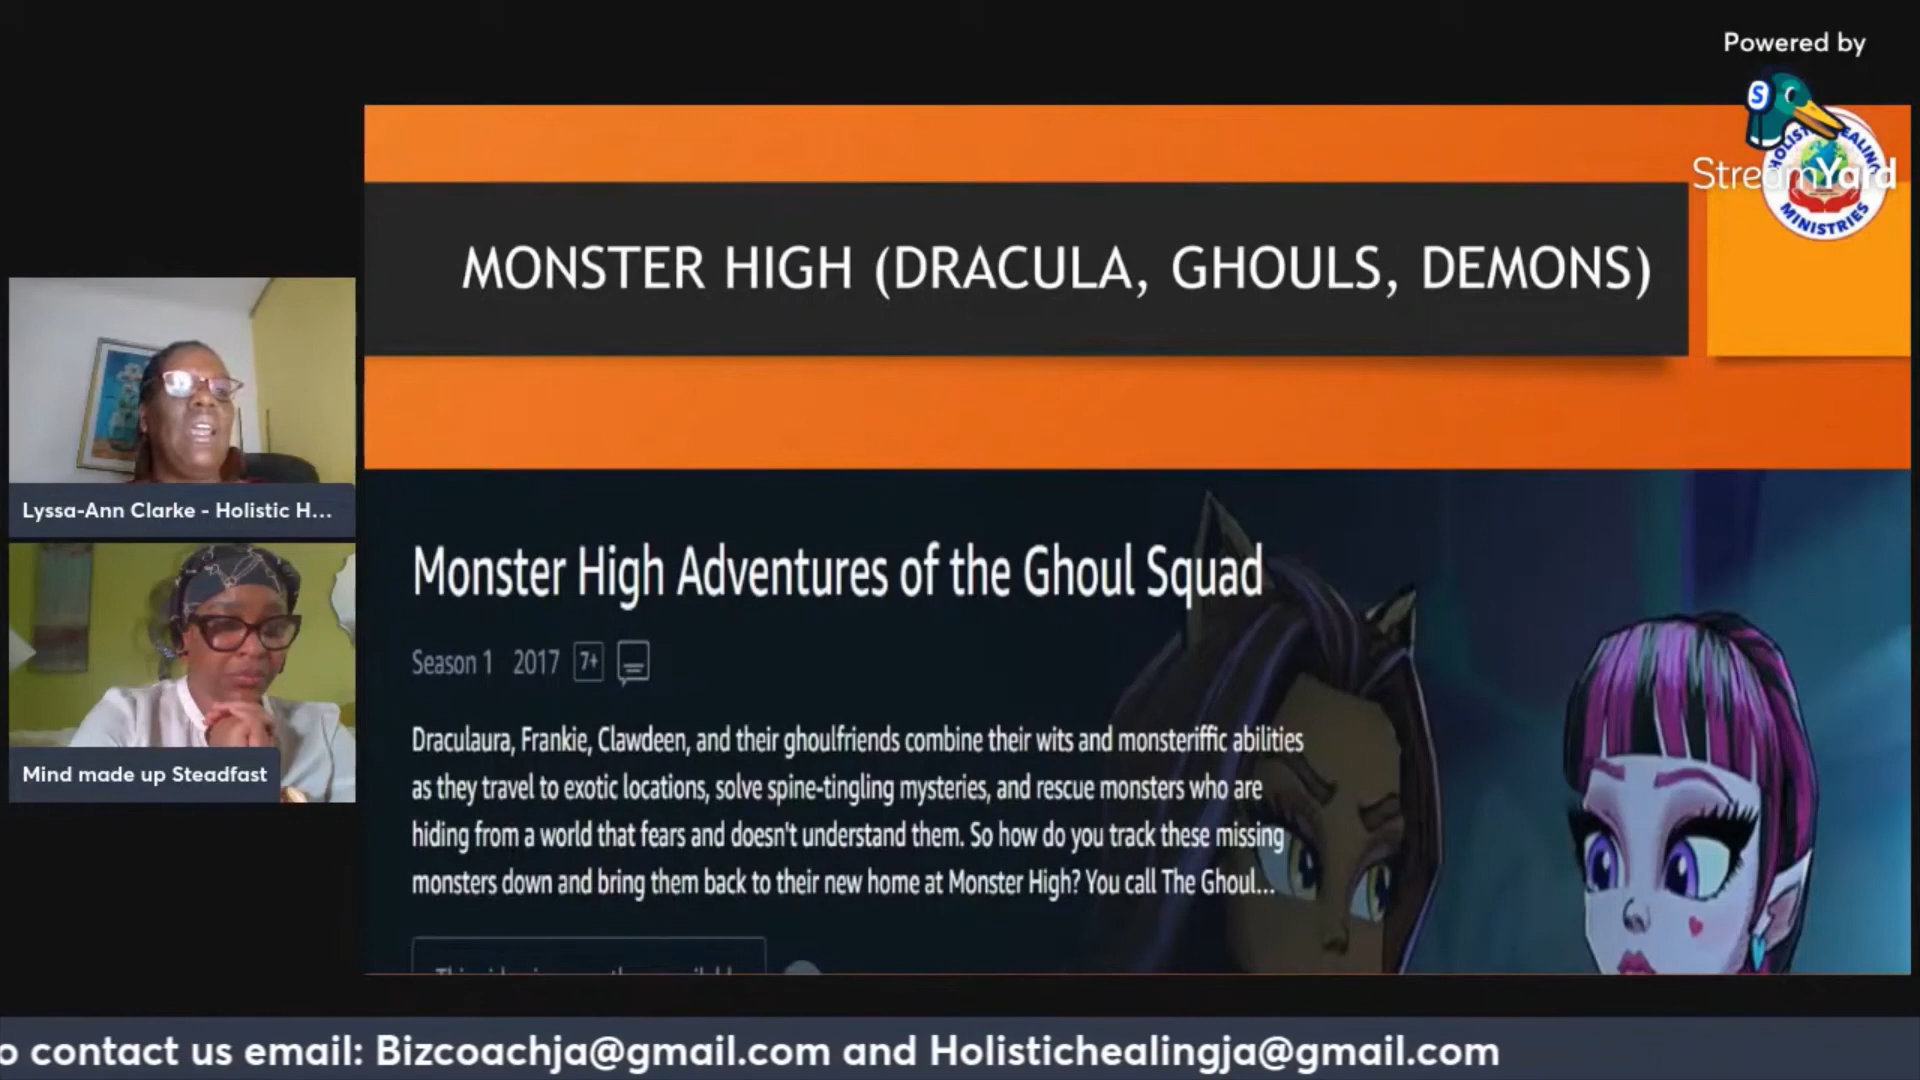 Powered by
S
StreamYard
HOLISTIC HEALING
MINISTRIES
MONSTER HIGH (DRACULA, GHOULS, DEMONS)
Lyssa-Ann Clarke - Holistic H...
Mind made up Steadfast
Monster High Adventures of the Ghoul Squad
Season 1 2017 7+
Draculaura, Frankie, Clawdeen, and their ghoulfriends combine their wits and monsteriffic abilities
as they travel to exotic locations, solve spine-tingling mysteries, and rescue monsters who are
hiding from a world that fears and doesn't understand them. So how do you track these missing
monsters down and bring them back to their new home at Monster High? You call The Ghoul...
o contact us email: Bizcoachja@gmail.com and Holistichealingja@gmail.com